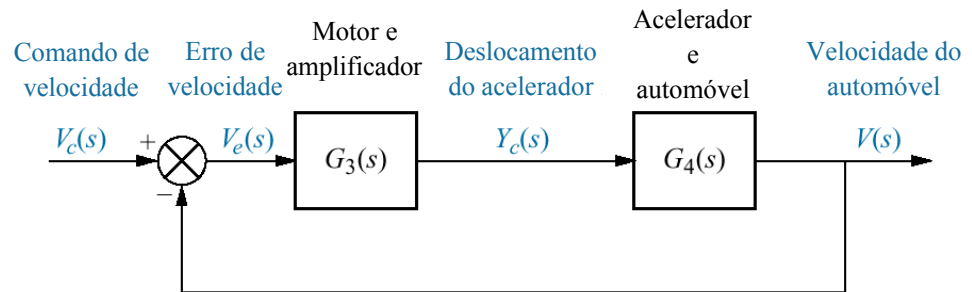 Comando de
velocidade
Erro de
velocidade
Motor e
amplificador
Deslocamento
do acelerador
Acelerador
e
automóvel
Velocidade do
automóvel
V_c(s)
+
−
V_e(s)
G_3(s)
Y_c(s)
G_4(s)
V(s)